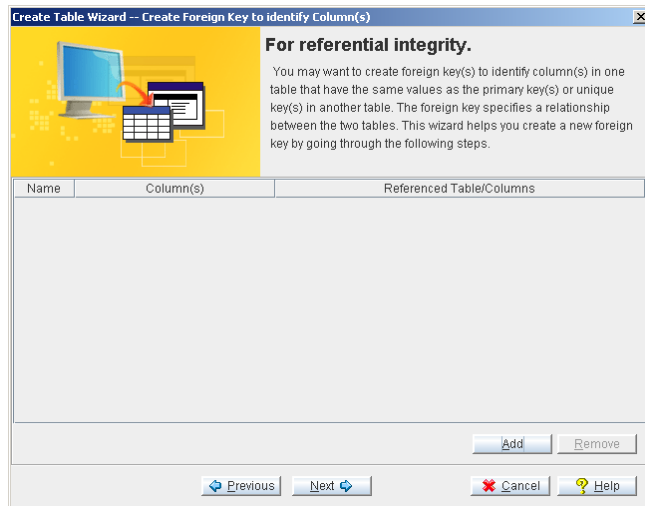 Create Table Wizard -- Create Foreign Key to identify Column(s)
For referential integrity.
You may want to create foreign key(s) to identify column(s) in one
table that have the same values as the primary key(s) or unique
key(s) in another table. The foreign key specifies a relationship
between the two tables. This wizard helps you create a new foreign
key by going through the following steps.
Name Column(s) Referenced Table/Columns
Add Remove
Previous Next Cancel Help